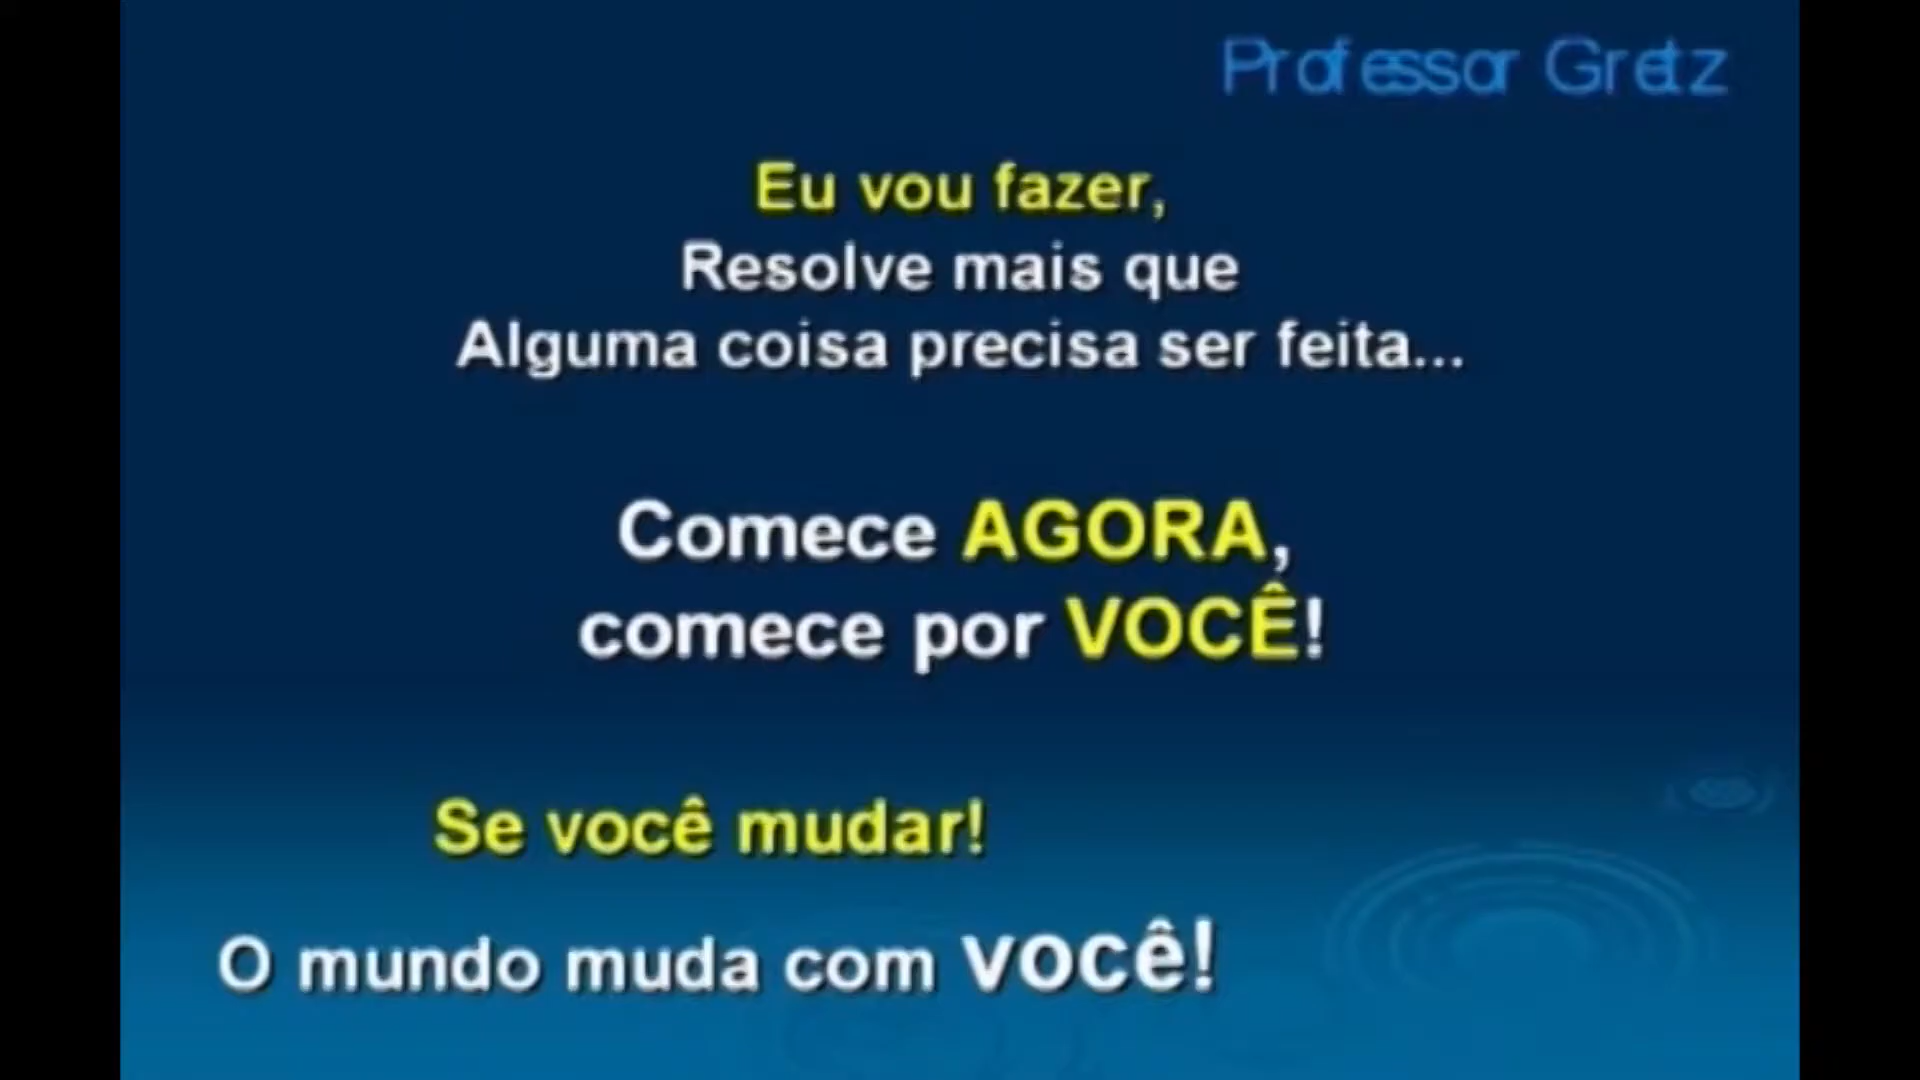 Professor Gretz
Eu vou fazer,
Resolve mais que
Alguma coisa precisa ser feita...
Comece AGORA,
comece por VOCÊ!
Se você mudar!
O mundo muda com você!